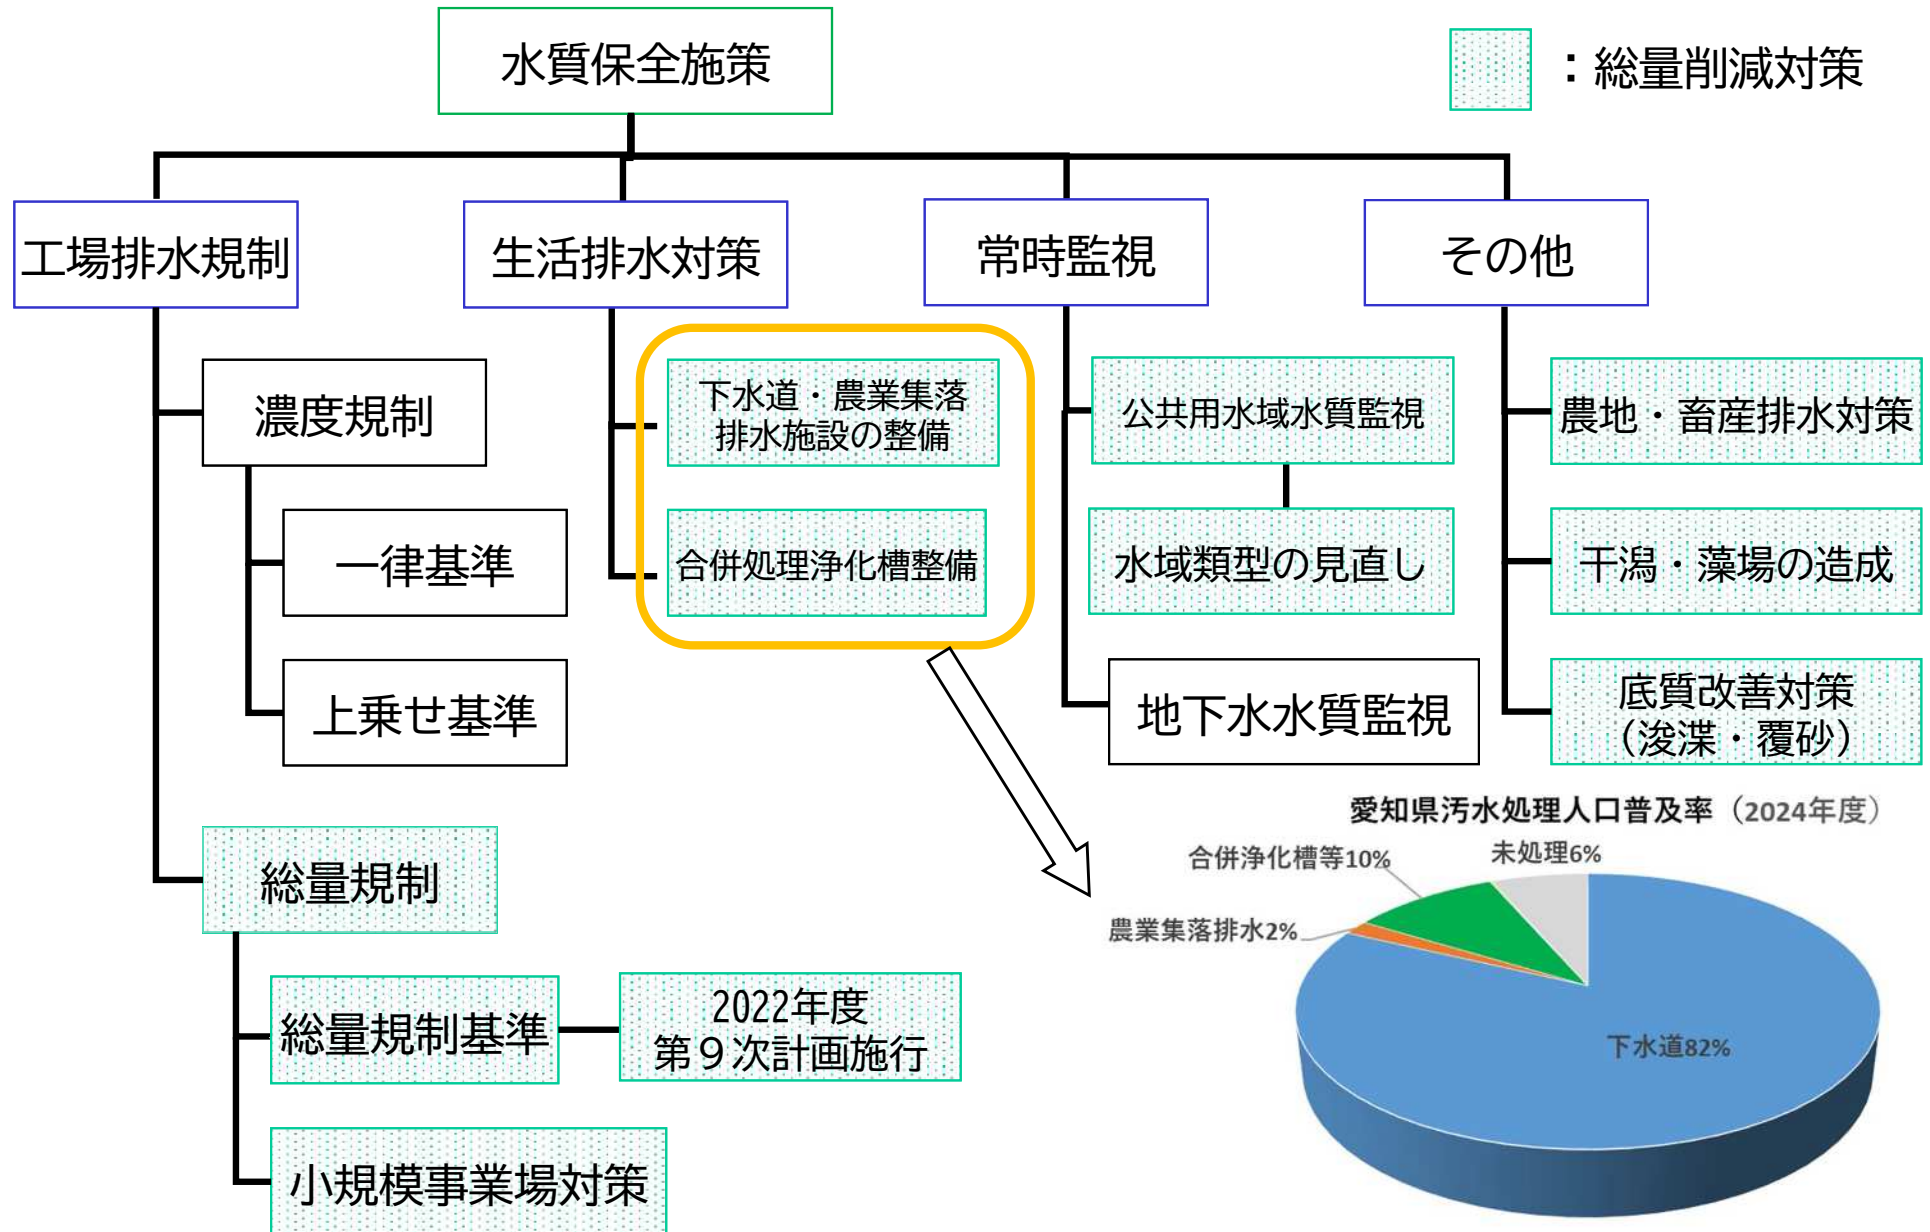 水質保全施策
：総量削減対策
工場排水規制
生活排水対策
常時監視
その他
濃度規制
一律基準
上乗せ基準
下水道・農業集落
排水施設の整備
合併処理浄化槽整備
公共用水域水質監視
水域類型の見直し
地下水水質監視
農地・畜産排水対策
干潟・藻場の造成
底質改善対策
（浚渫・覆砂）
総量規制
総量規制基準
2022年度
第９次計画施行
小規模事業場対策
愛知県汚水処理人口普及率（2024年度）
合併浄化槽等10%
未処理6%
農業集落排水2%
下水道82%